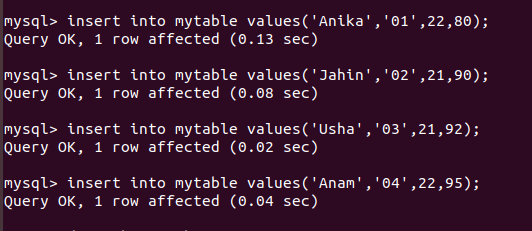 mysql> insert into mytable values('Anika','01',22,80);
Query OK, 1 row affected (0.13 sec)
mysql> insert into mytable values('Jahin','02',21,90);
Query OK, 1 row affected (0.08 sec)
mysql> insert into mytable values('Usha','03',21,92);
Query OK, 1 row affected (0.02 sec)
mysql> insert into mytable values('Anam','04',22,95);
Query OK, 1 row affected (0.04 sec)